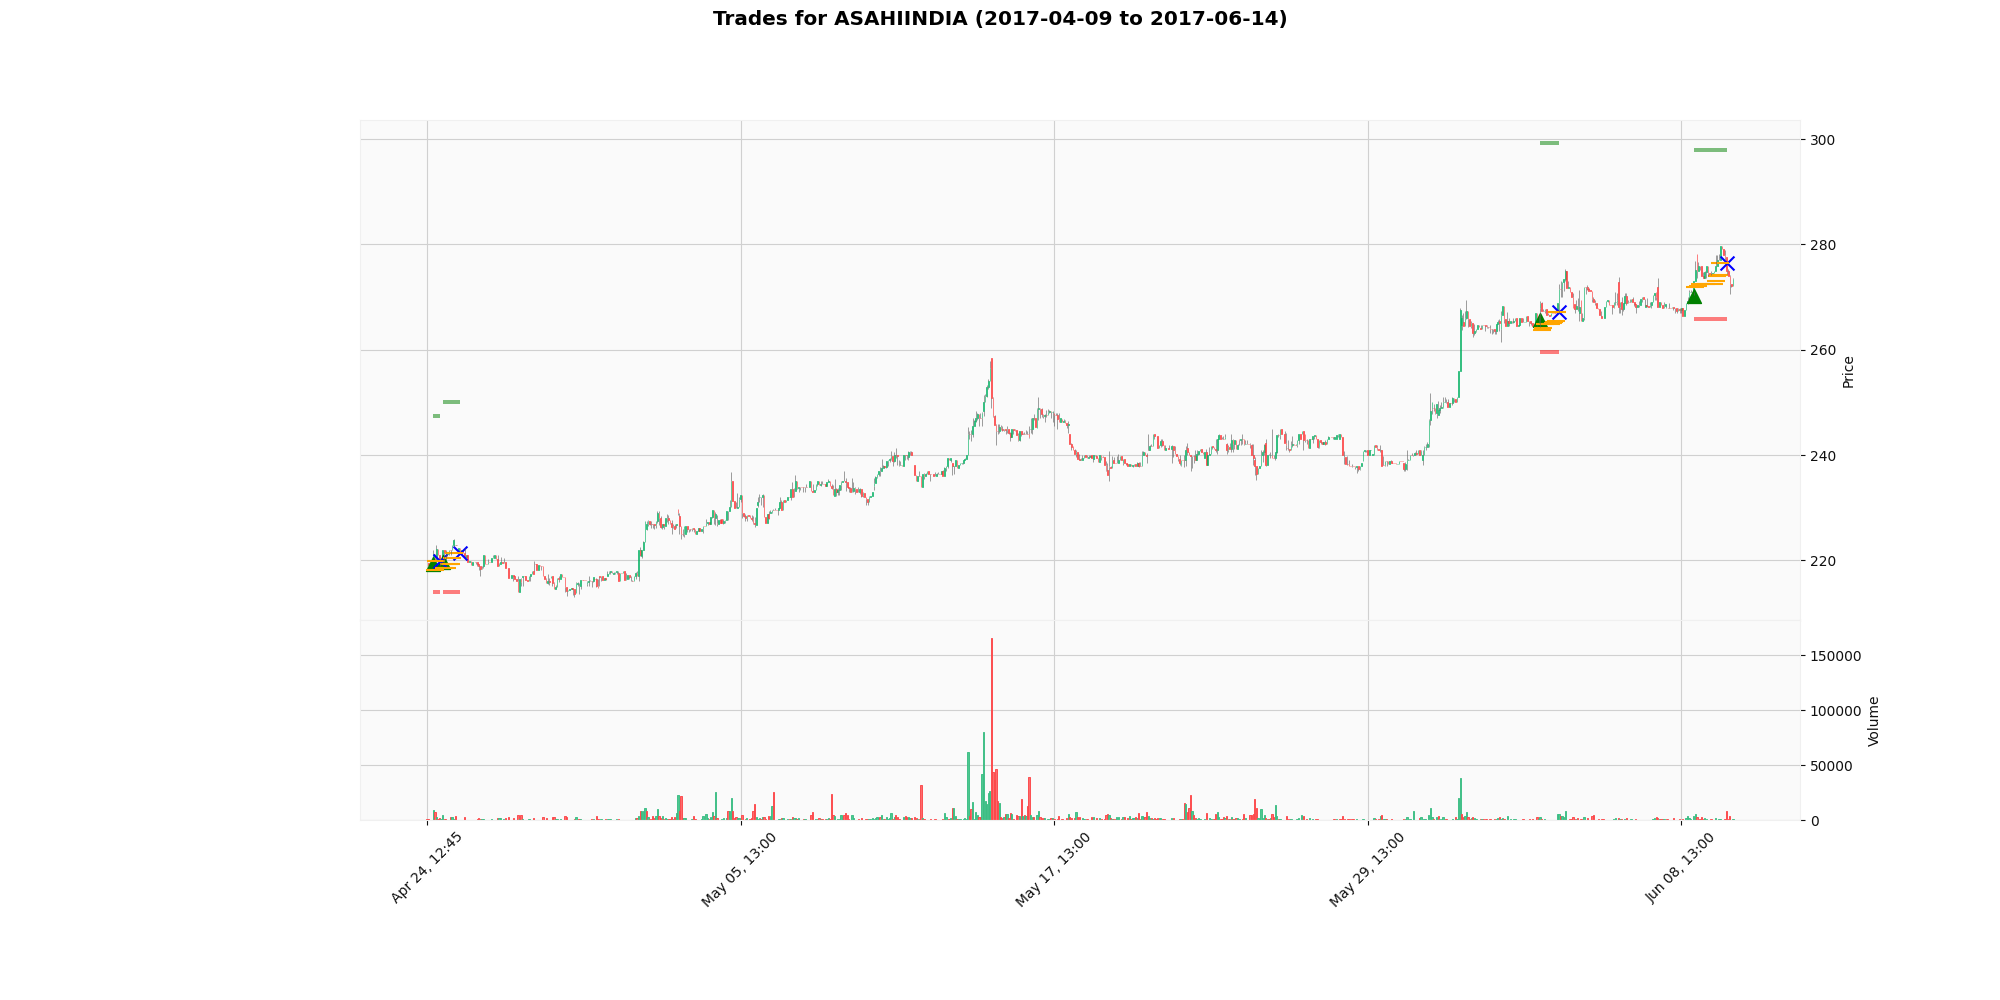 Trades for ASAHIINDIA (2017-04-09 to 2017-06-14)
300
280
260
240
220
Price
150000
100000
50000
0
Volume
Apr 24, 12:45
May 05, 13:00
May 17, 13:00
May 29, 13:00
Jun 08, 13:00